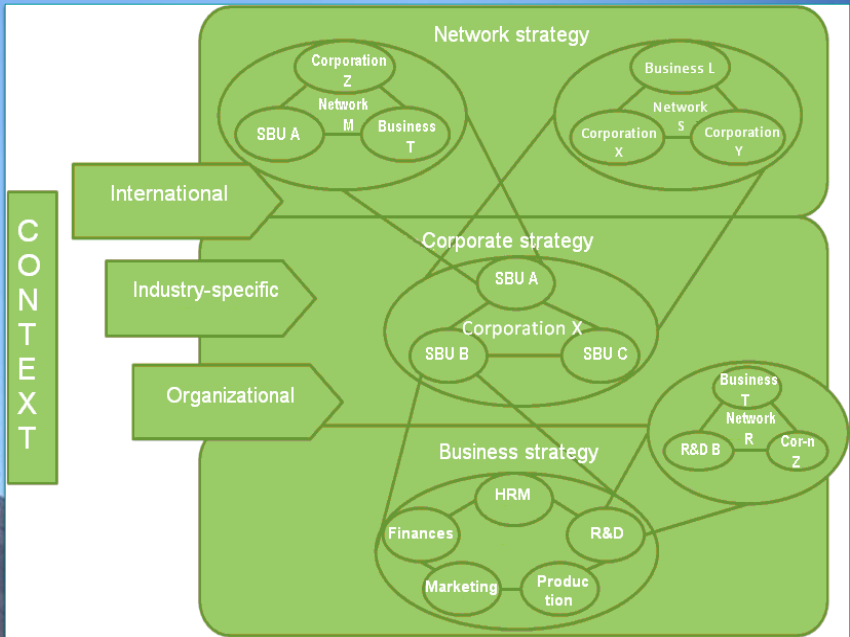 Network strategy
Corporation
Z
Network
M
SBU A
Business
T
Business L
Network
S
Corporation
X
Corporation
Y
CONTEXT
International
Industry-specific
Organizational
Corporate strategy
SBU A
Corporation X
SBU B
SBU C
Business
T
Network
R
R&D B
Cor-n
Z
Business strategy
HRM
Finances
R&D
Marketing
Produc
tion